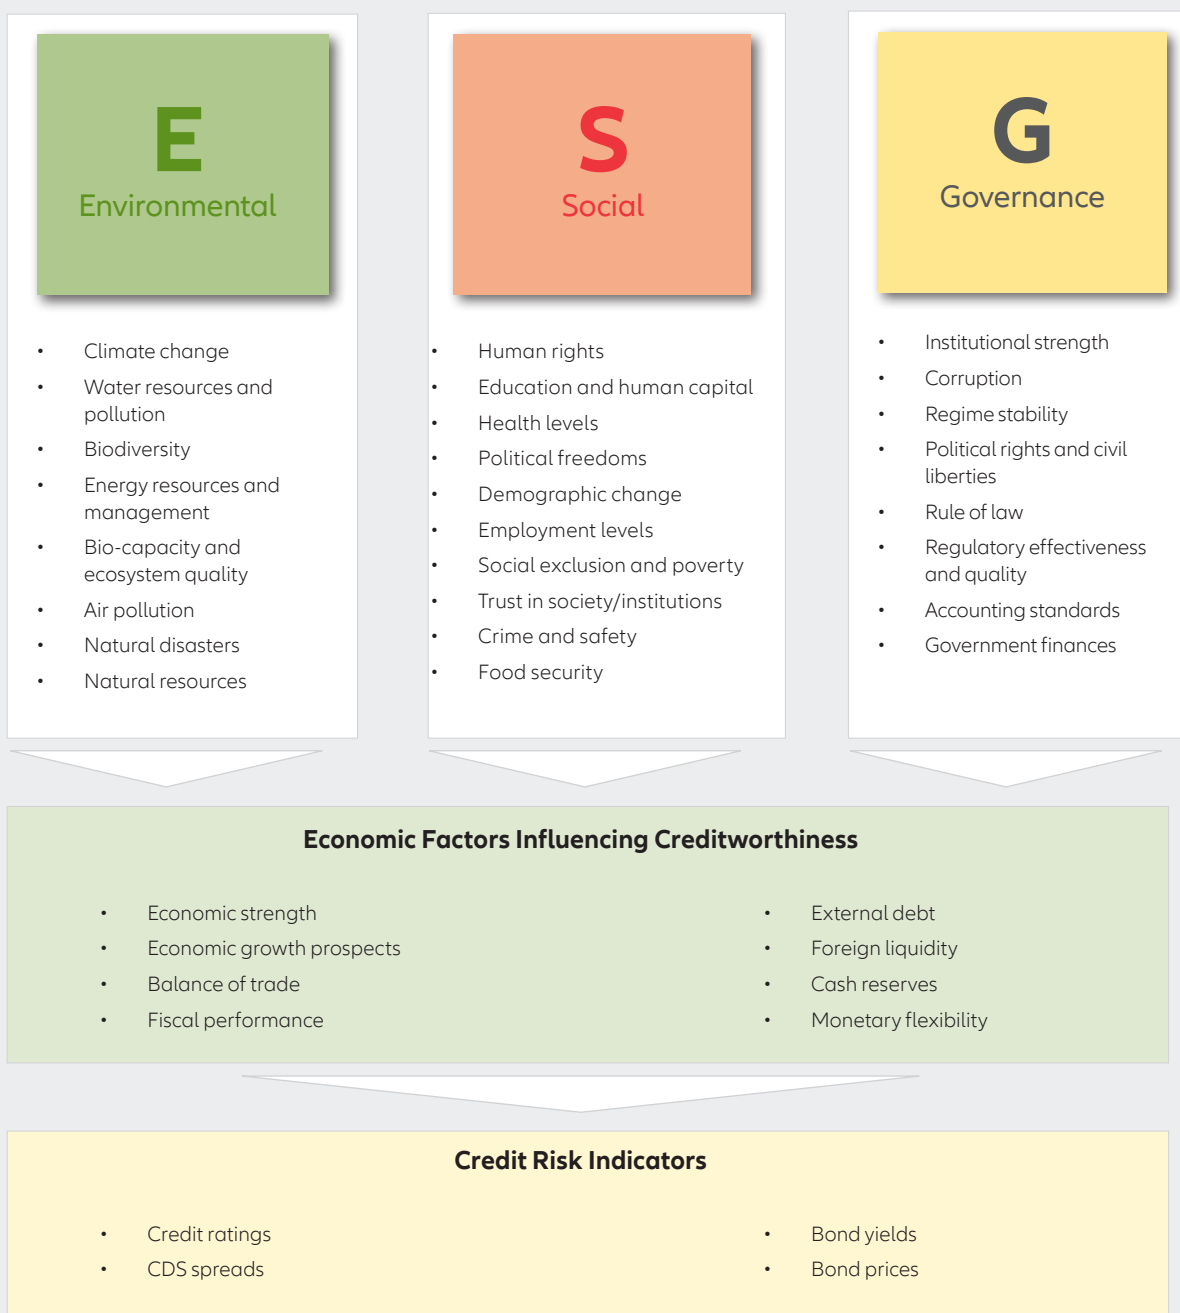 E
Environmental
• Climate change
• Water resources and
pollution
• Biodiversity
• Energy resources and
management
• Bio-capacity and
ecosystem quality
• Air pollution
• Natural disasters
• Natural resources
S
Social
• Human rights
• Education and human capital
• Health levels
• Political freedoms
• Demographic change
• Employment levels
• Social exclusion and poverty
• Trust in society/institutions
• Crime and safety
• Food security
G
Governance
• Institutional strength
• Corruption
• Regime stability
• Political rights and civil
liberties
• Rule of law
• Regulatory effectiveness
and quality
• Accounting standards
• Government finances
Economic Factors Influencing Creditworthiness
• Economic strength
• Economic growth prospects
• Balance of trade
• Fiscal performance
• External debt
• Foreign liquidity
• Cash reserves
• Monetary flexibility
Credit Risk Indicators
• Credit ratings
• CDS spreads
• Bond yields
• Bond prices